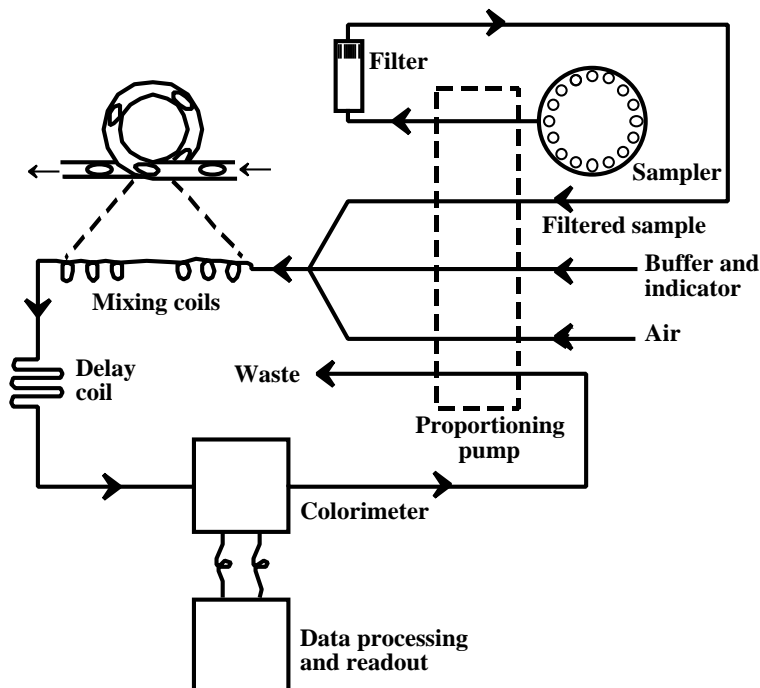 Filter
Sampler
Filtered sample
Buffer and
indicator
Mixing coils
Air
Delay
coil
Waste
Proportioning
pump
Colorimeter
Data processing
and readout